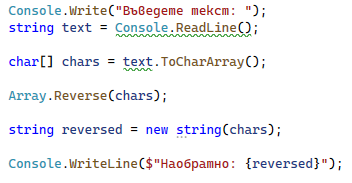 Console.Write("Въведете текст: ");
string text = Console.ReadLine();
char[] chars = text.ToCharArray();
Array.Reverse(chars);
string reversed = new string(chars);
Console.WriteLine($"Наобратно: {reversed}");